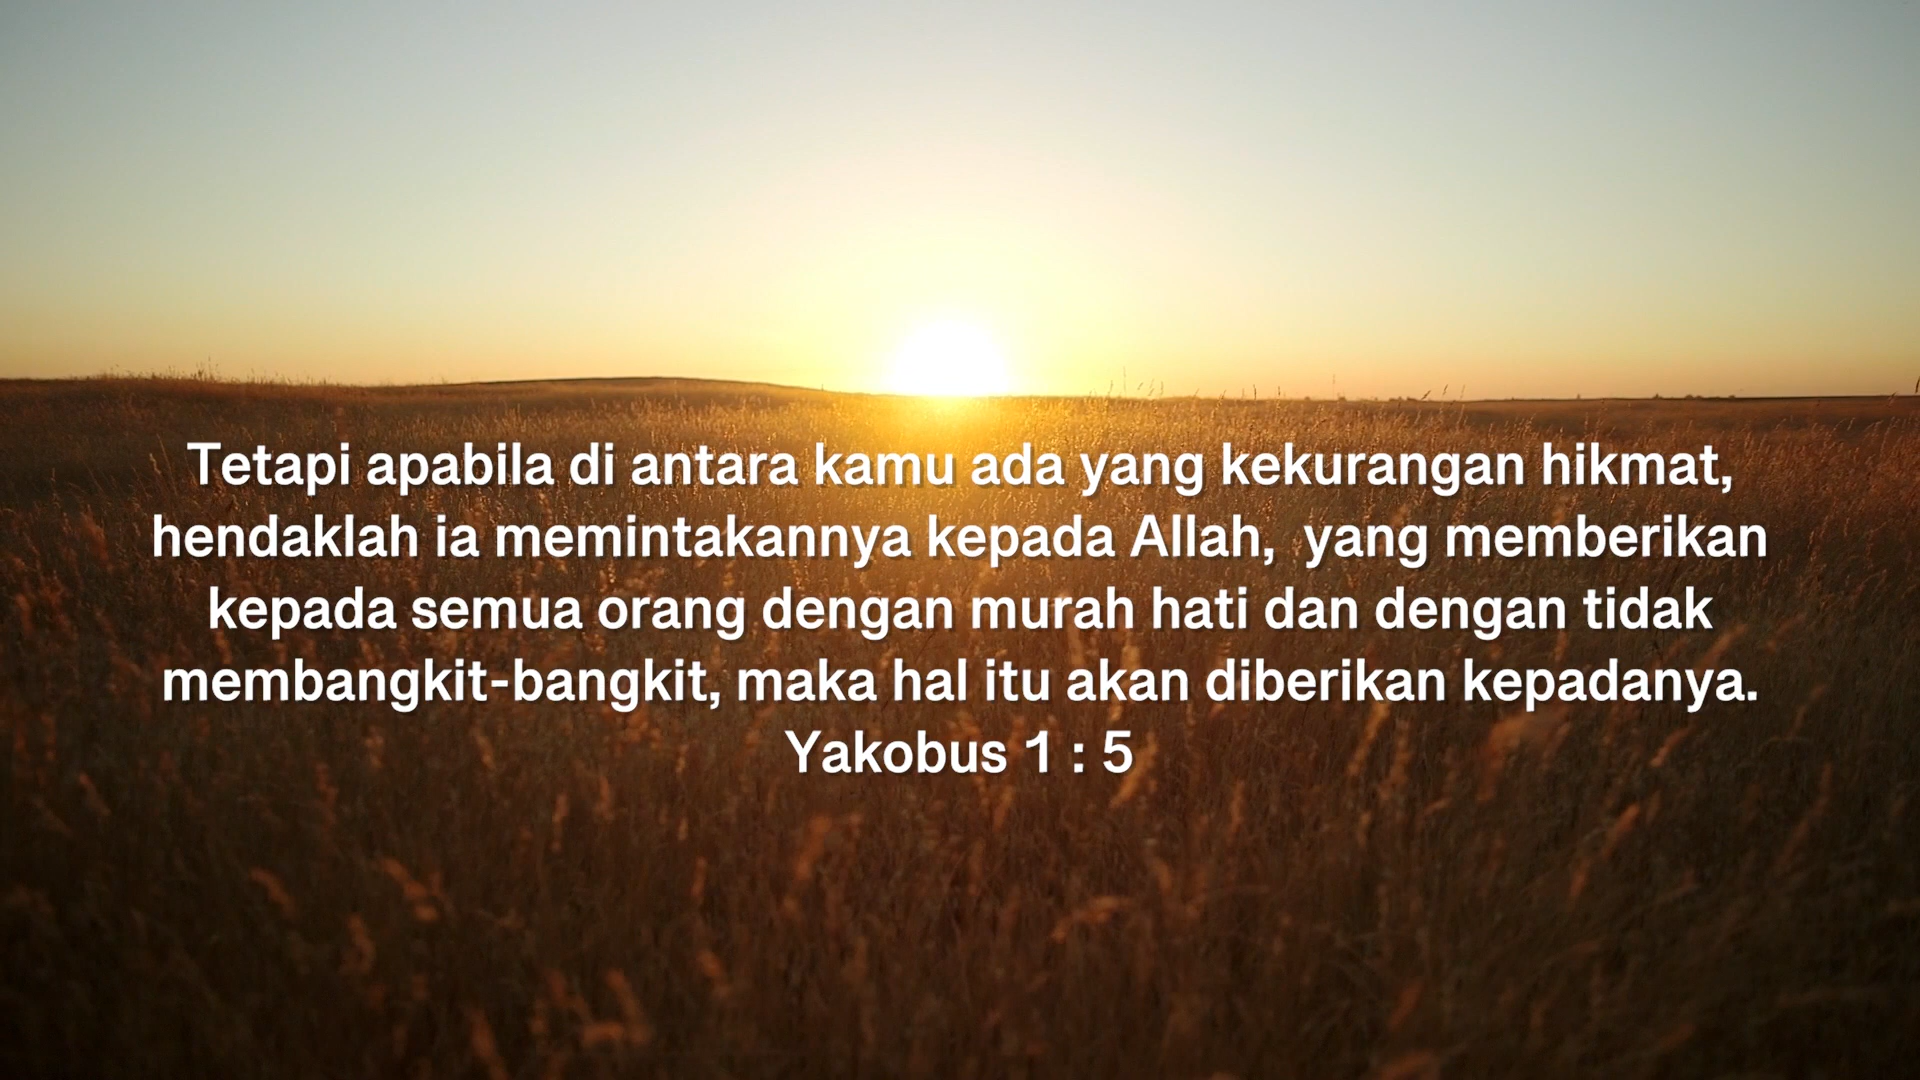 Tetapi apabila di antara kamu ada yang kekurangan hikmat,
hendaklah ia memintakannya kepada Allah,  yang memberikan
kepada semua orang dengan murah hati dan dengan tidak
membangkit-bangkit, maka hal itu akan diberikan kepadanya.
Yakobus 1 : 5